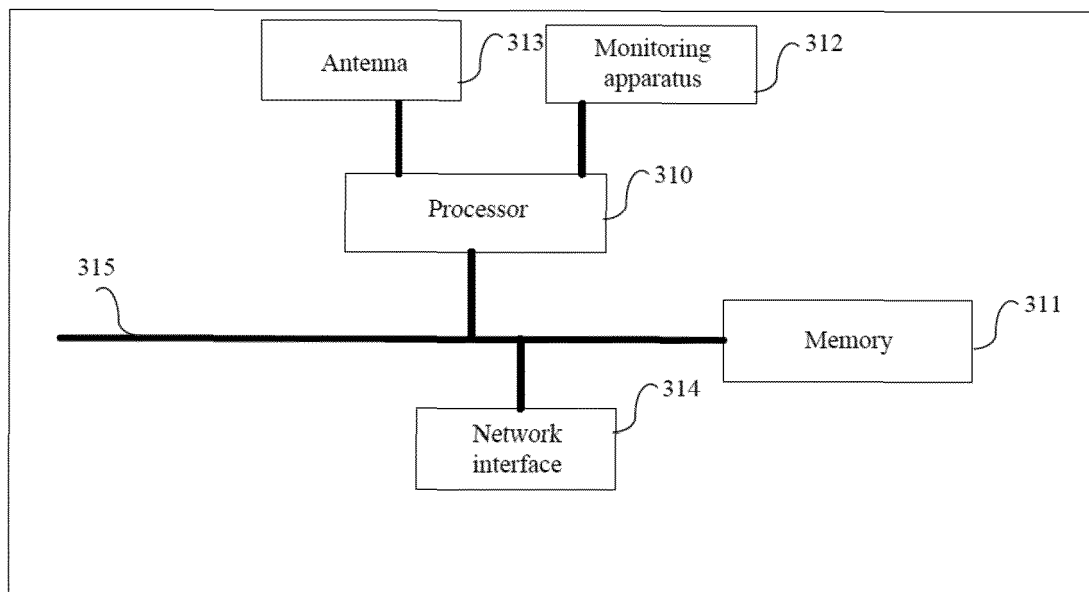 Antenna
313
Monitoring
apparatus
312
Processor
310
315
Memory
311
Network
interface
314